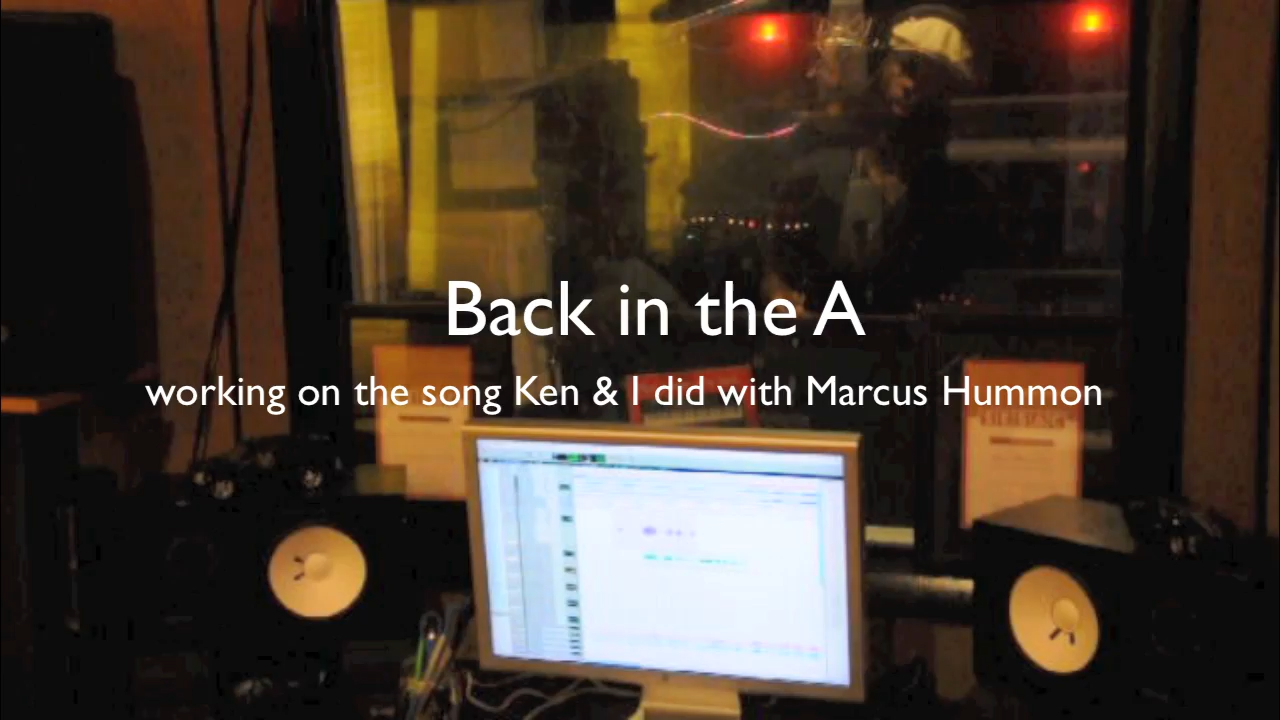 Back in the A
working on the song Ken & I did with Marcus Hummon